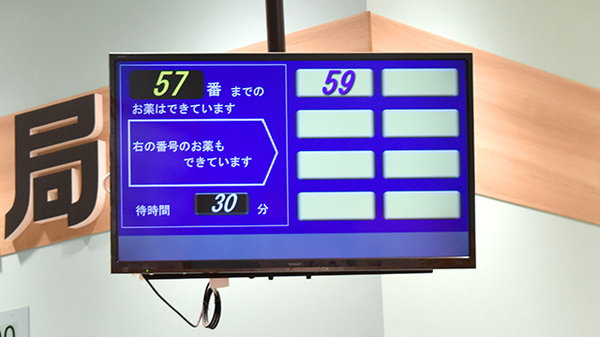 局
57 番 までの
お薬はできています
右の番号のお薬も
できています
待時間 30 分
59